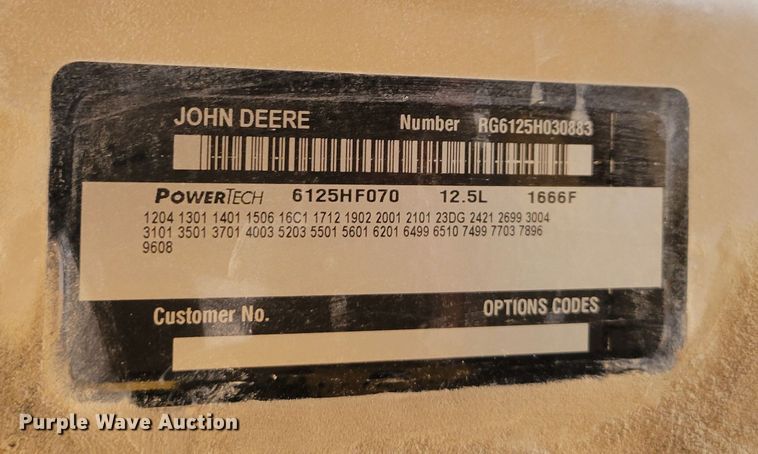 JOHN DEERE Number RG6125H030883
POWERTECH 6125HF070 12.5L 1666F
1204 1301 1401 1506 16C1 1712 1902 2001 2101 23DG 2421 2699 3004
3101 3501 3701 4003 5203 5501 5601 6201 6499 6510 7499 7703 7896
9608
Customer No. OPTIONS CODES
Purple Wave Auction